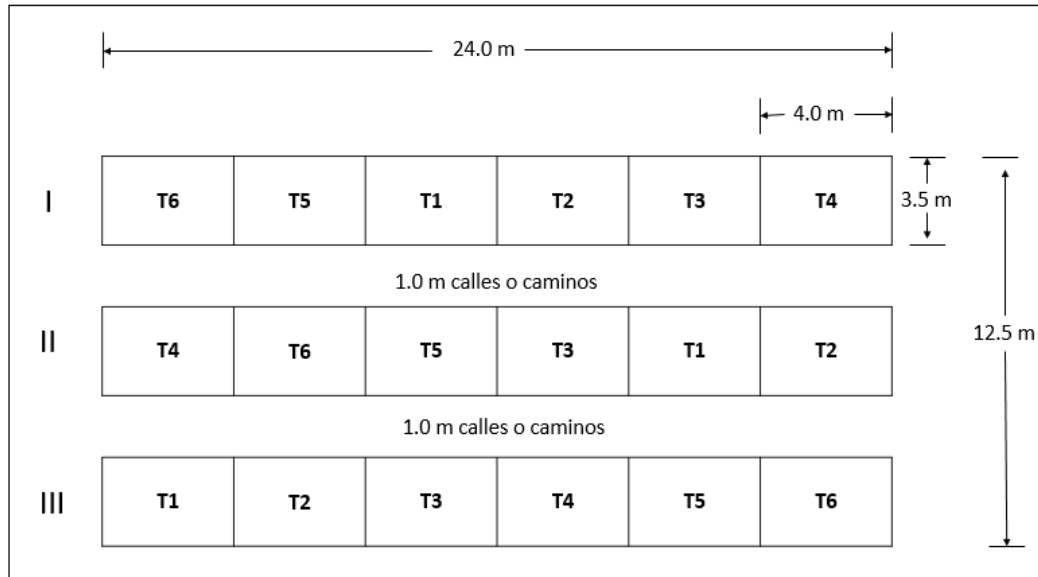 24.0 m
4.0 m
I T6 T5 T1 T2 T3 T4 3.5 m
1.0 m calles o caminos
II T4 T6 T5 T3 T1 T2 12.5 m
1.0 m calles o caminos
III T1 T2 T3 T4 T5 T6